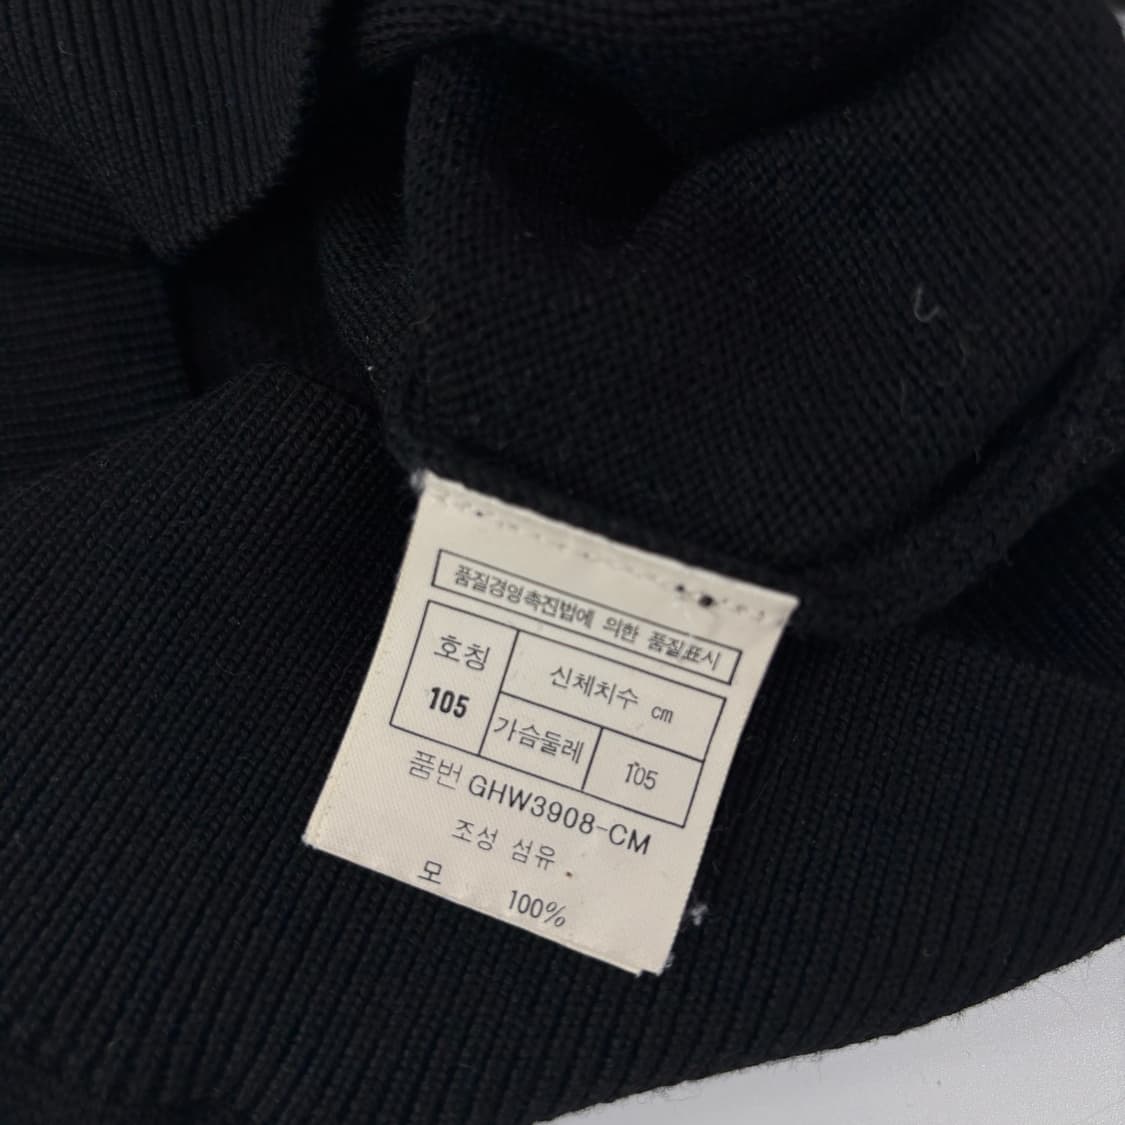 품질경영촉진법에 의한 품질표시
호칭
105
신체치수 cm
가슴둘레 105
품번 GHW3908-CM
조성 섬유
모 100%